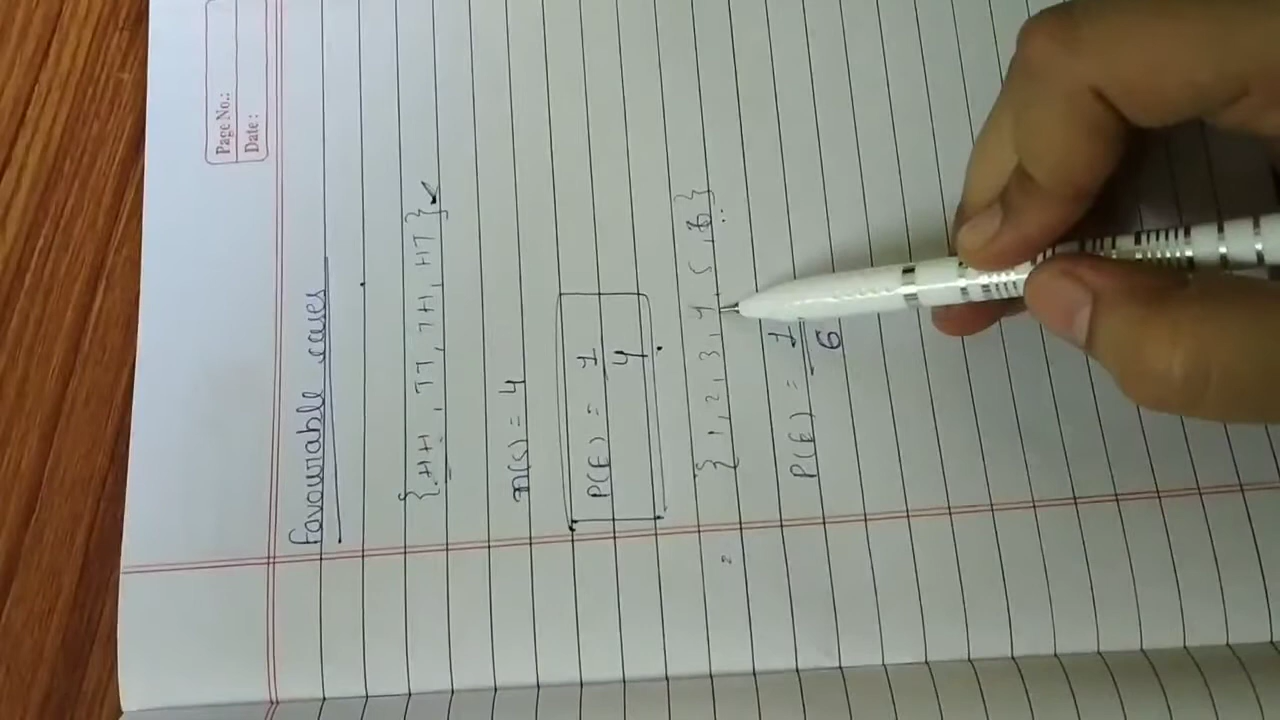 Page No.:
Date:
favourable cases
{HH, TT, TH, HT}
n(S) = 4
P(E) = 1/4
{1, 2, 3, 4, 5, 6}
P(E) = 1/6